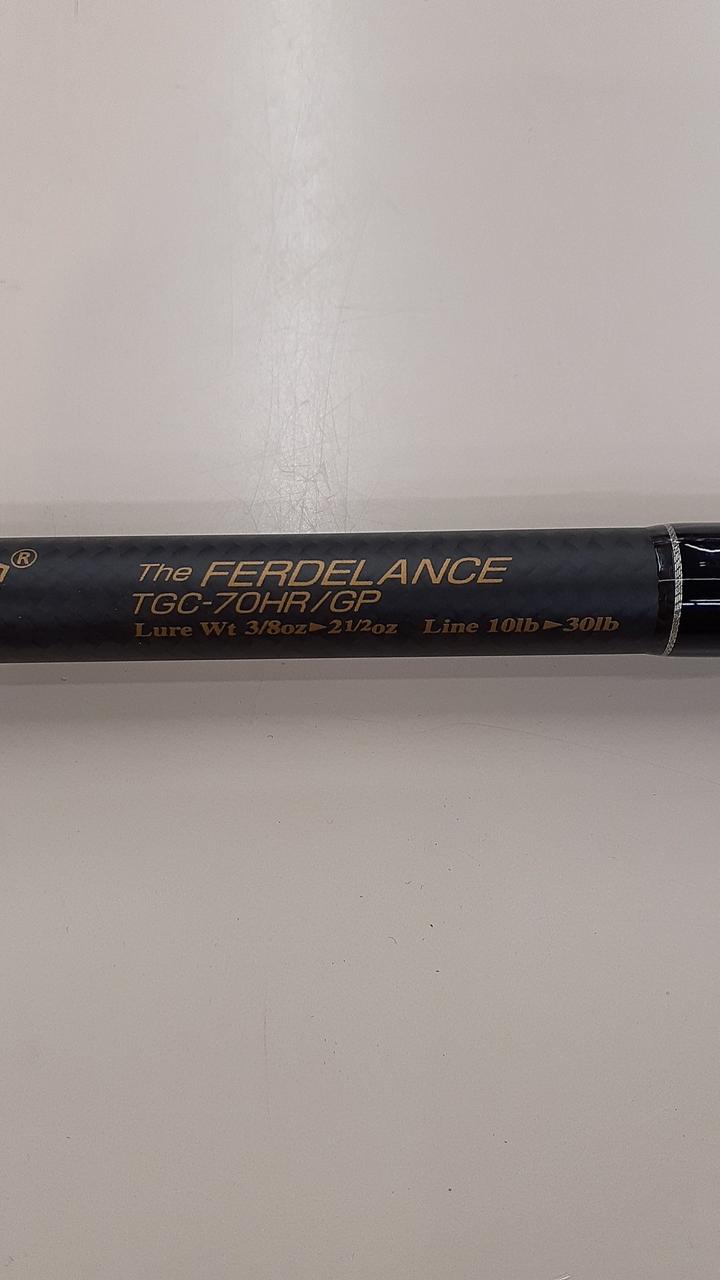 ®
The FERDELANCE
TGC-70HR/GP
Lure Wt 3/8oz►21/2oz Line 10lb►30lb